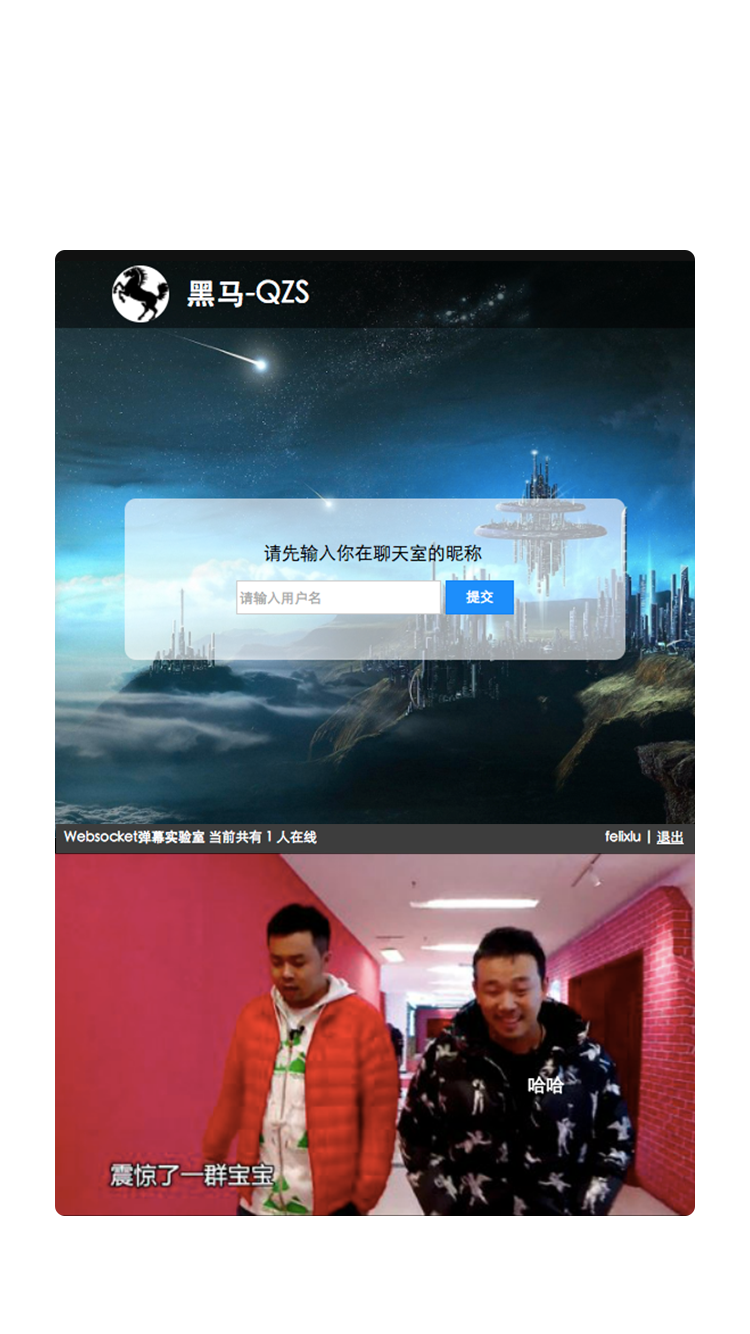 黑马-QZS
请先输入你在聊天室的昵称
请输入用户名
提交
Websocket弹幕实验室 当前共有 1 人在线
felixlu | 退出
哈哈
震惊了一群宝宝